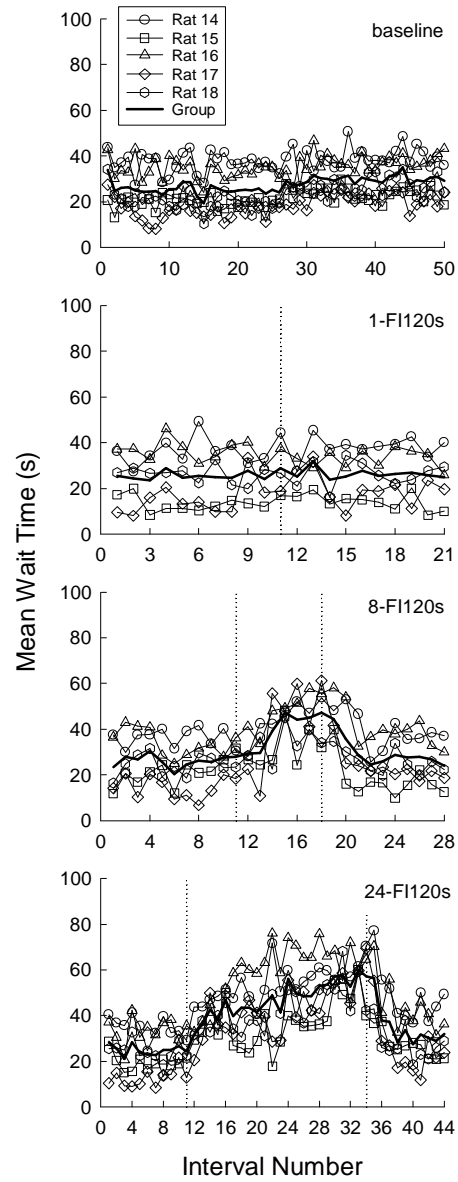 Rat 14
Rat 15
Rat 16
Rat 17
Rat 18
Group
baseline
100
80
60
40
20
0
0 10 20 30 40 50
1-FI120s
100
80
60
40
20
0
0 3 6 9 12 15 18 21
8-FI120s
100
80
60
40
20
0
0 4 8 12 16 20 24 28
24-FI120s
100
80
60
40
20
0
0 4 8 12 16 20 24 28 32 36 40 44
Mean Wait Time (s)
Interval Number